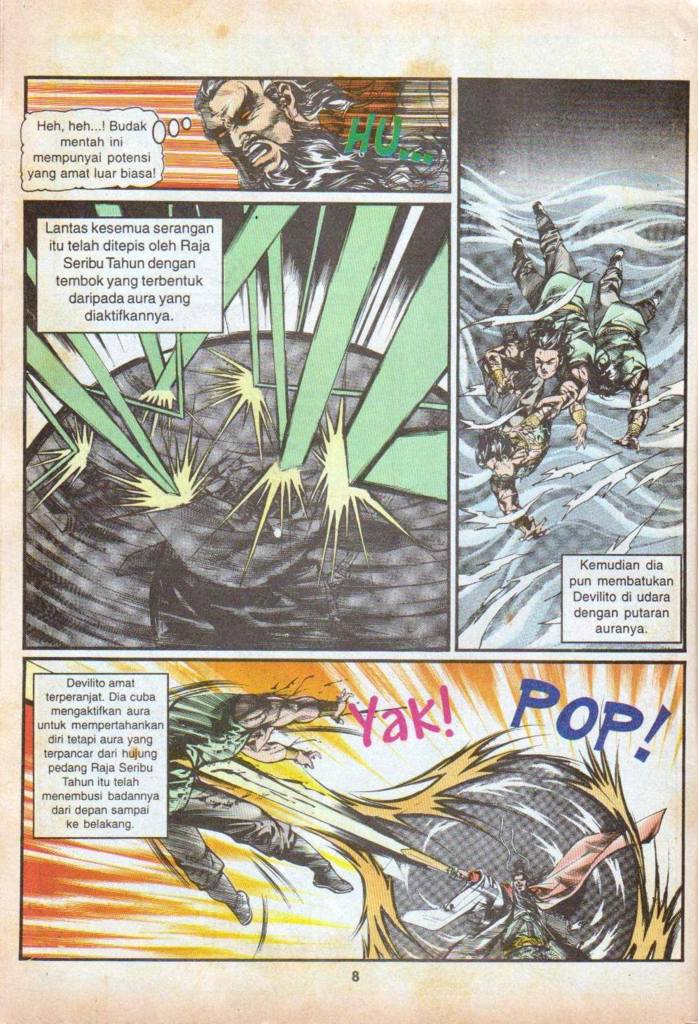 Heh, heh...! Budak
mentah ini
mempunyai potensi
yang amat luar biasa!
HU...
Lantas kesemua serangan
itu telah ditepis oleh Raja
Seribu Tahun dengan
tembok yang terbentuk
daripada aura yang
diaktifkannya.
Kemudian dia
pun membatukan
Devilito di udara
dengan putaran
auranya.
Devilito amat
terperanjat. Dia cuba
mengaktifkan aura
untuk mempertahankan
diri tetapi aura yang
terpancar dari hujung
pedang Raja Seribu
Tahun itu telah
menembusi badannya
dari depan sampai
ke belakang.
Yak!
POP!
8